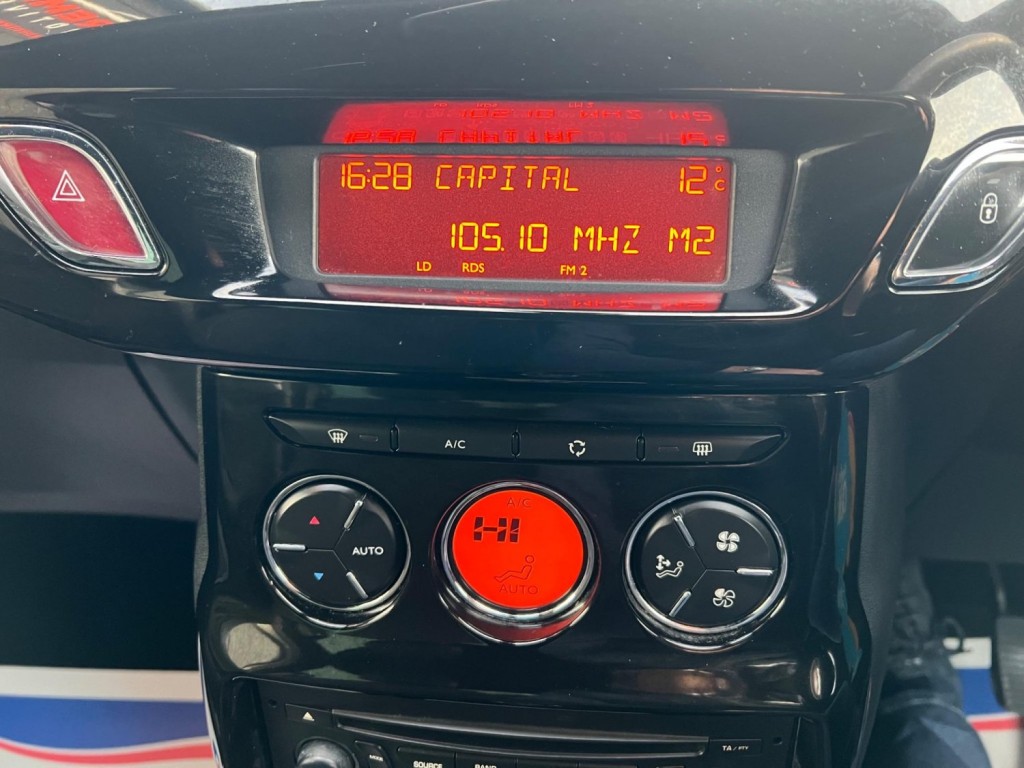 16:28 CAPITAL 12°C
105.10 MHZ M2
LD RDS FM 2
A/C
A/C
HI
AUTO
AUTO
TA / PTY
SOURCE BAND